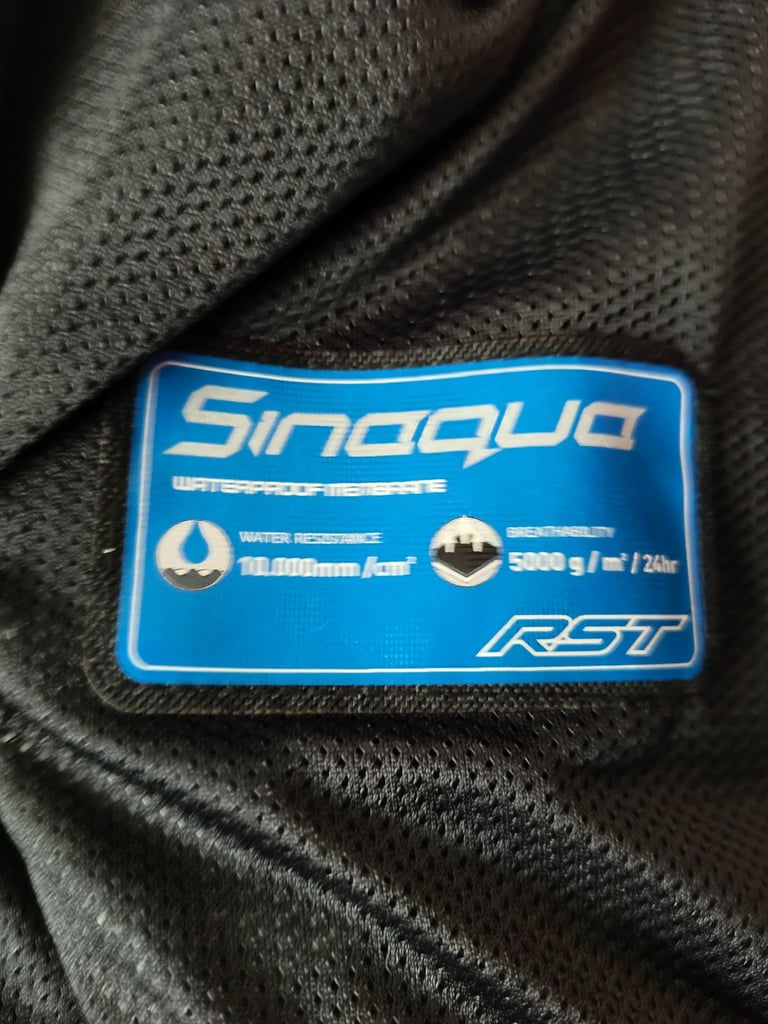 Sinaqua
WATERPROOF MEMBRANE
WATER RESISTANCE
10.000mm/cm²
BREATHABILITY
5000 g / m² / 24hr
RST